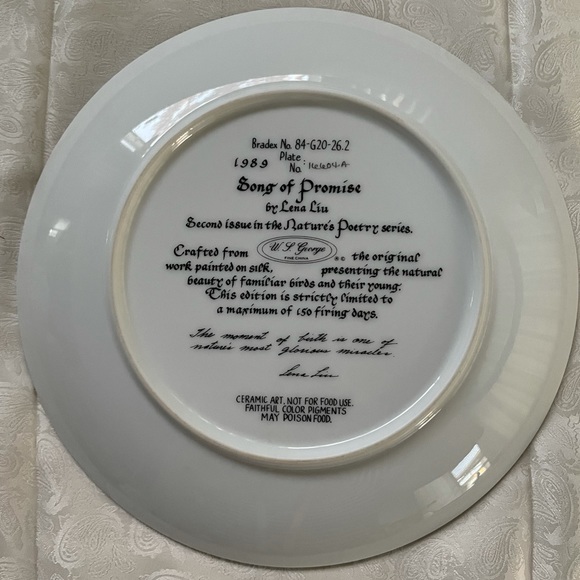 Bradex No. 84-G20-26.2
1989 Plate No. 16604-A
Song of Promise
by Lena Liu
Second issue in the Nature's Poetry series.
Crafted from W. S. George ®© the original
FINE CHINA
work painted on silk, presenting the natural
beauty of familiar birds and their young.
This edition is strictly limited to
a maximum of 150 firing days.
The moment of birth is one of
nature's most glorious miracles.
Lena Liu
CERAMIC ART, NOT FOR FOOD USE.
FAITHFUL COLOR PIGMENTS
MAY POISON FOOD.